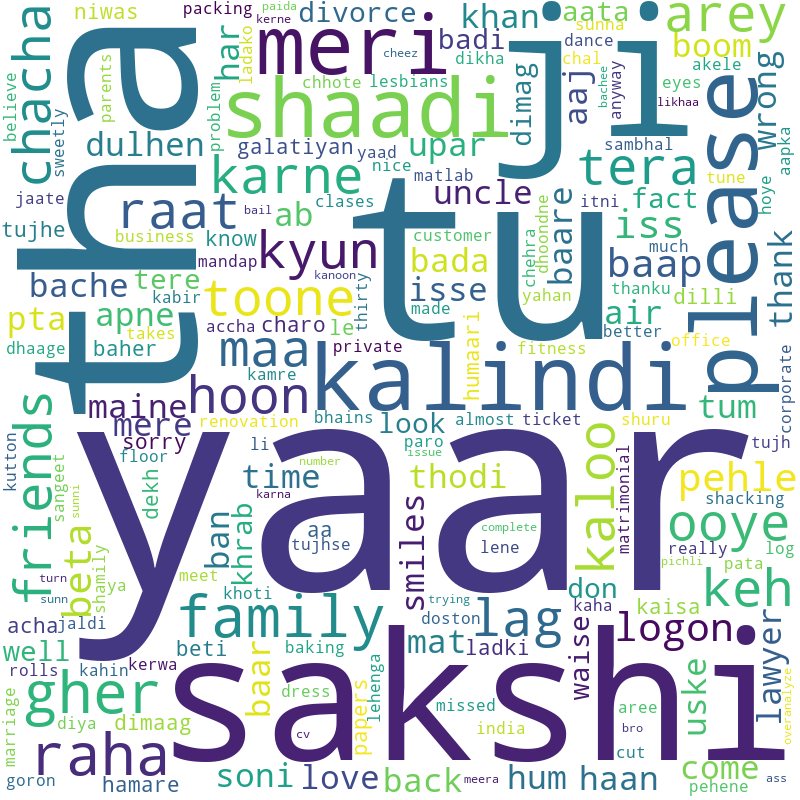 yaar
tu
tha
ji
sakshi
kalindi
shaadi
please
meri
family
friends
karne
raat
raha
gher
hoon
toone
kyun
maa
tera
arey
lag
kaloo
ooye
keh
chacha
dulhen
har
divorce
khan
aata
niwas
packing
kerne
paida
ladako
badi
dikha
cheez
sunna
dance
chal
bachee
boom
akele
likhaa
eyes
anyway
wrong
believe
sweetly
parents
problem
chhote
lesbians
dimag
aaj
sambhal
aapka
tune
hoye
galatiyan
yaad
upar
nice
matlab
jaate
tujhe
business
bail
ab
clases
uncle
itni
fact
iss
know
mandap
kanoon
customer
baare
chehra
dhoondne
much
baap
thank
bache
tere
kabir
thirty
bada
isse
yahan
thanku
dilli
pta
apne
accha
charo
le
made
air
better
dhaage
baher
takes
private
humaari
fitness
office
corporate
kamre
maine
mere
renovation
bhains
look
almost
ticket
shuru
tum
sorry
floor
li
paro
issue
matrimonial
tujh
kutton
sangeet
sunni
dekh
number
time
karna
thodi
pehle
shacking
beta
shamily
khrab
ban
aa
tujhse
smiles
complete
lene
really
pata
log
pichli
turn
sunn
ya
meet
khoti
don
kaha
kaisa
acha
jaldi
trying
doston
mat
ladki
waise
logon
lawyer
well
kahin
kerwa
beti
baking
lehenga
uske
rolls
baar
dress
papers
missed
india
aree
overanalyze
marriage
diya
dimaag
cv
bro
cut
come
goron
hamare
soni
love
back
meera
hum
haan
pehene
ass